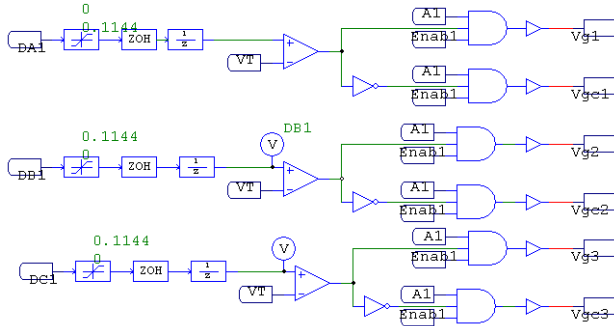 0
0.1144
DA1
ZOH
1/z
VT
A1
Enab1
Vg1
A1
Enab1
Vgc1
0.1144
0
DB1
ZOH
1/z
V
DB1
VT
A1
Enab1
Vg2
A1
Enab1
Vgc2
0.1144
0
DC1
ZOH
1/z
V
VT
A1
Enab1
Vg3
A1
Enab1
Vgc3